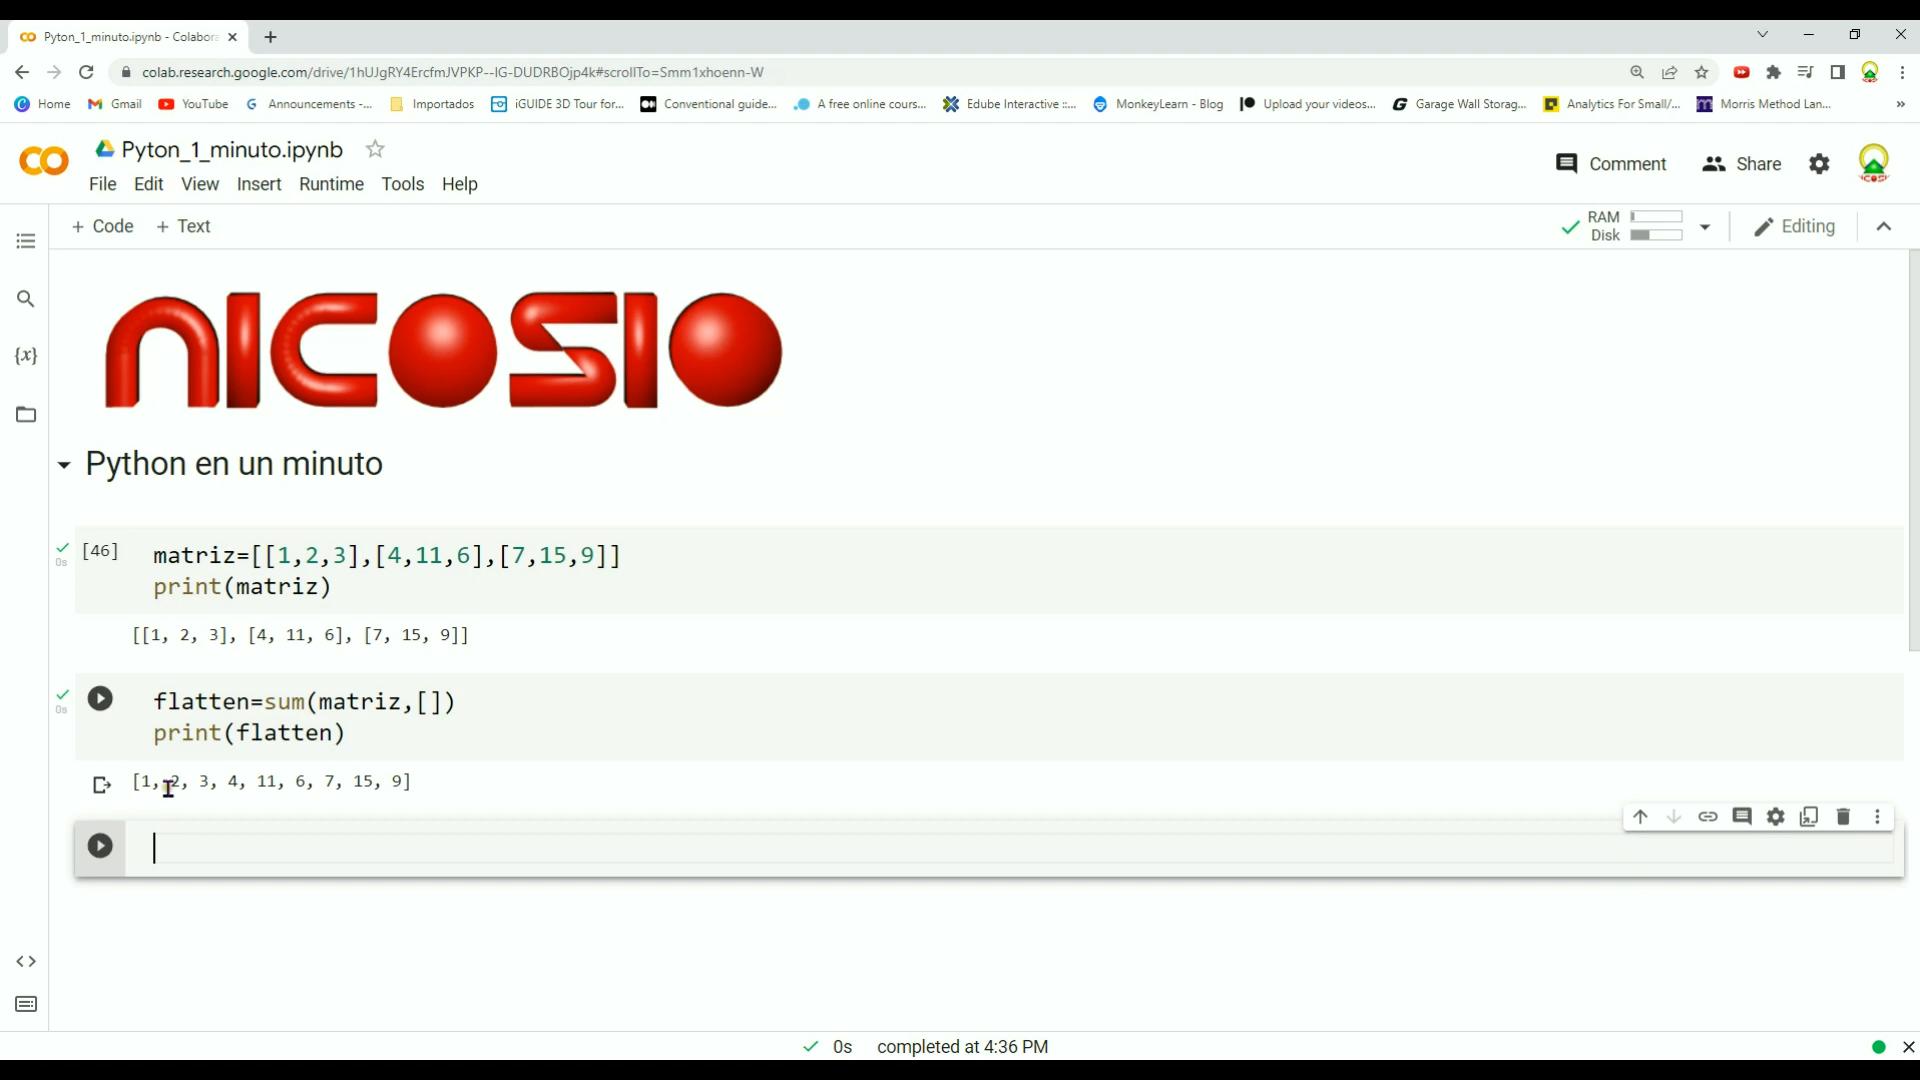 Pyton_1_minuto.ipynb - Colabora
colab.research.google.com/drive/1hUJgRY4ErcfmJVPKP--IG-DUDRBOjp4k#scrollTo=Smm1xhoenn-W
Home Gmail YouTube Announcements -... Importados iGUIDE 3D Tour for... Conventional guide... A free online cours... Edube Interactive ::... MonkeyLearn - Blog Upload your videos... Garage Wall Storag... Analytics For Small/... Morris Method Lan... »
Pyton_1_minuto.ipynb
Comment Share
File Edit View Insert Runtime Tools Help
+ Code + Text
RAM
Disk
Editing
{x}
NICOSIO
Python en un minuto
[46] matriz=[[1,2,3],[4,11,6],[7,15,9]]
0s
print(matriz)
[[1, 2, 3], [4, 11, 6], [7, 15, 9]]
flatten=sum(matriz,[])
0s
print(flatten)
[1, 2, 3, 4, 11, 6, 7, 15, 9]
0s completed at 4:36 PM